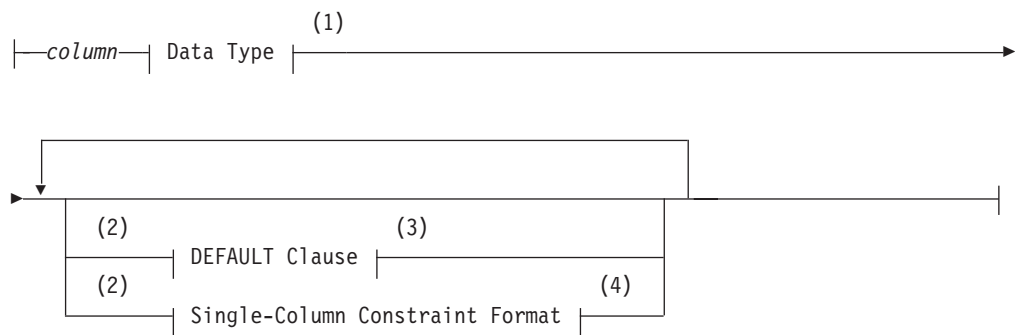 (1)
column Data Type
(2) (3)
DEFAULT Clause
(2) (4)
Single-Column Constraint Format